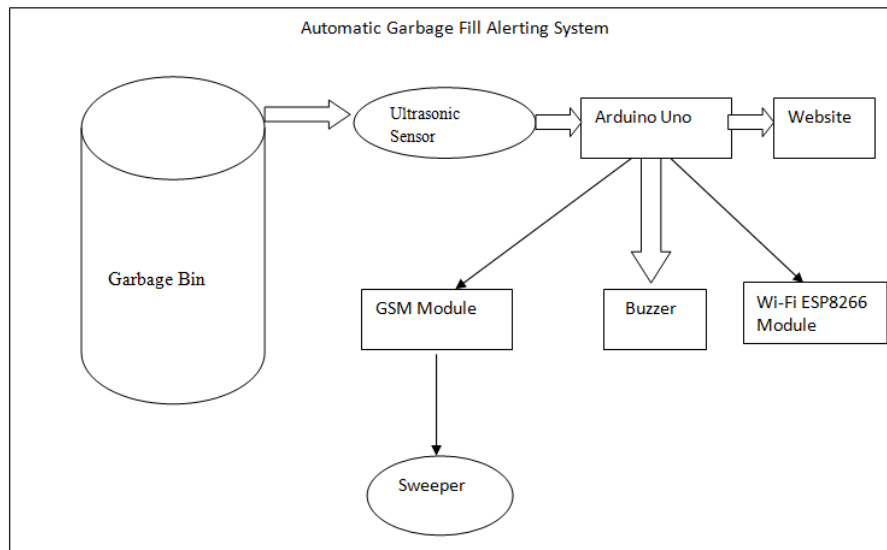 Automatic Garbage Fill Alerting System
Ultrasonic
Sensor
Arduino Uno
Website
Garbage Bin
GSM Module
Buzzer
Wi-Fi ESP8266
Module
Sweeper